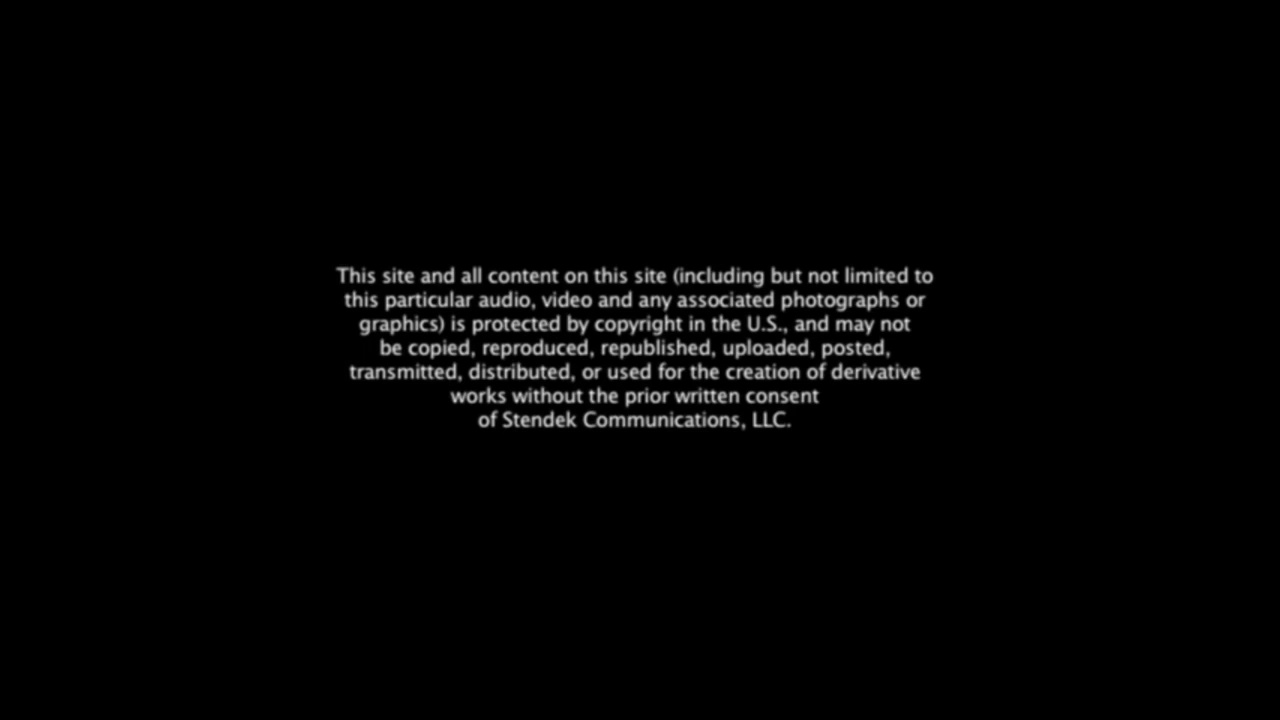 This site and all content on this site (including but not limited to
this particular audio, video and any associated photographs or
graphics) is protected by copyright in the U.S., and may not
be copied, reproduced, republished, uploaded, posted,
transmitted, distributed, or used for the creation of derivative
works without the prior written consent
of Stendek Communications, LLC.